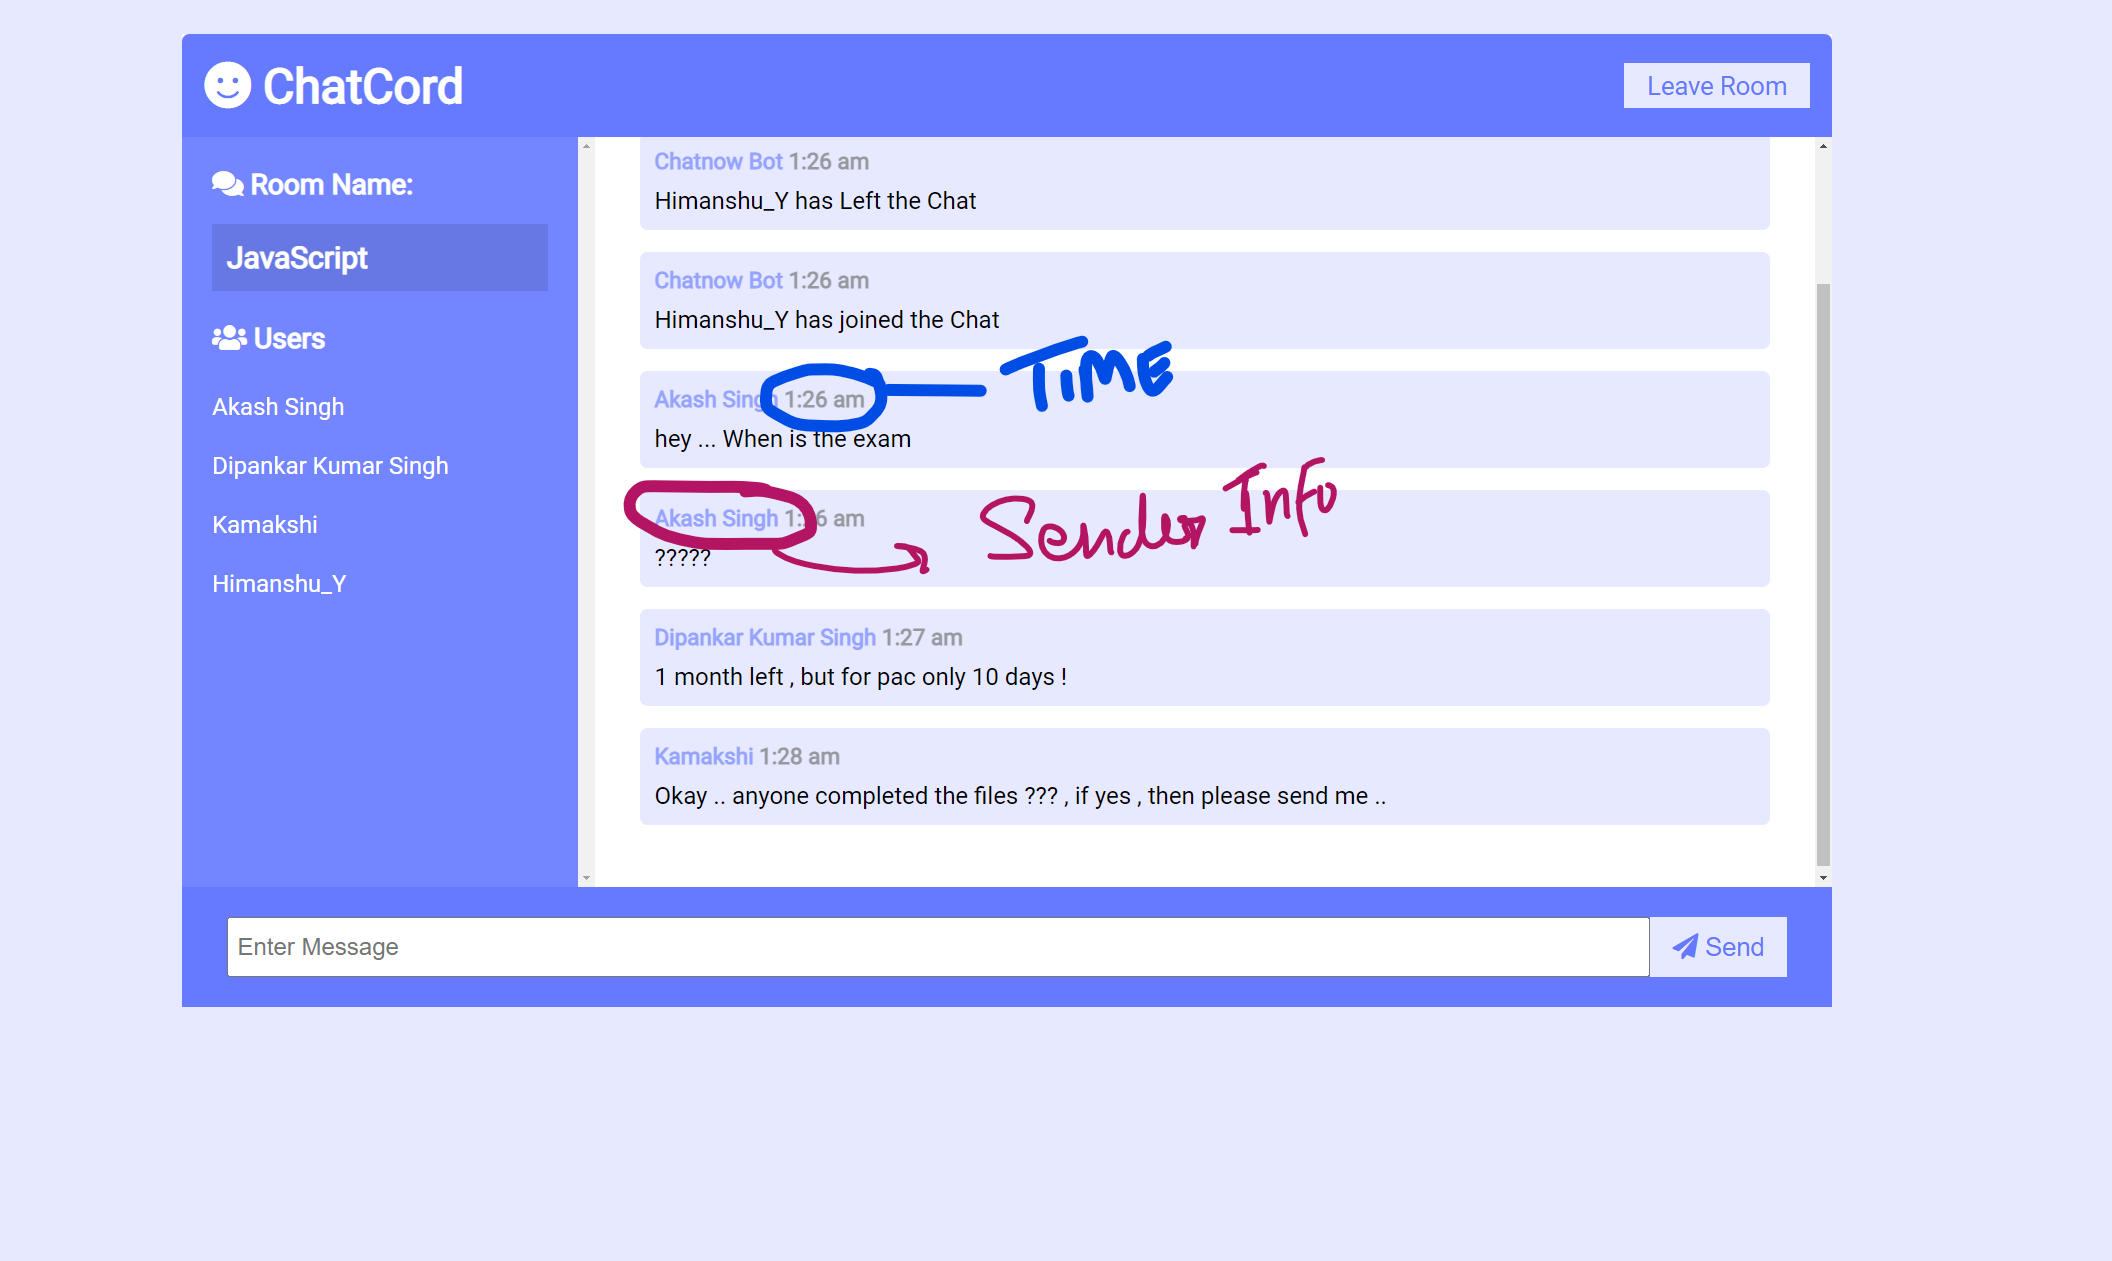 ChatCord
Leave Room
Room Name:
JavaScript
Users
Akash Singh
Dipankar Kumar Singh
Kamakshi
Himanshu_Y
Chatnow Bot 1:26 am
Himanshu_Y has Left the Chat
Chatnow Bot 1:26 am
Himanshu_Y has joined the Chat
Akash Singh 1:26 am
TIME
hey ... When is the exam
Akash Singh 1:26 am
Sender Info
?????
Dipankar Kumar Singh 1:27 am
1 month left , but for pac only 10 days !
Kamakshi 1:28 am
Okay .. anyone completed the files ??? , if yes , then please send me ..
Enter Message
Send